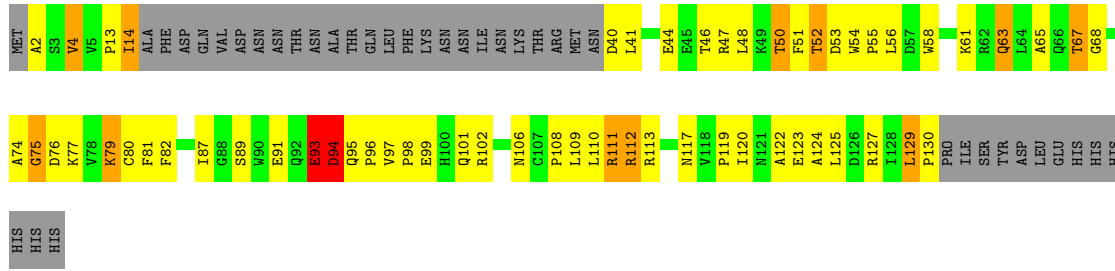 MET A2 S3 V4 V5 P13 I14 ALA PHE ASP GLN VAL ASP ASN ASN THR ASN ALA THR GLN LEU PHE LYS ASN ASN ILE ASN LYS THR ARG MET ASN D40 L41 E44 E45 T46 R47 L48 K49 T50 F51 T52 D53 W54 P55 L56 D57 W58 K61 R62 Q63 L64 A65 Q66 T67 G68
A74 G75 D76 K77 V78 K79 C80 F81 F82 I87 G88 S89 W90 E91 Q92 E93 D94 Q95 P96 V97 P98 E99 H100 Q101 R102 N106 C107 P108 L109 L110 R111 R112 R113 N117 V118 P119 I120 N121 A122 E123 A124 L125 D126 R127 I128 L129 P130 PRO ILE SER TYR ASP LEU GLU HIS HIS HIS
HIS HIS HIS